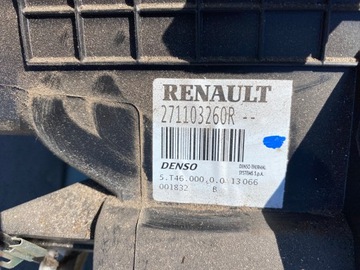 RENAULT
271103260R --
DENSO
DENSO THERMAL
SYSTEMS S.p.A.
5.T46.000,0.0 13066
001832 B